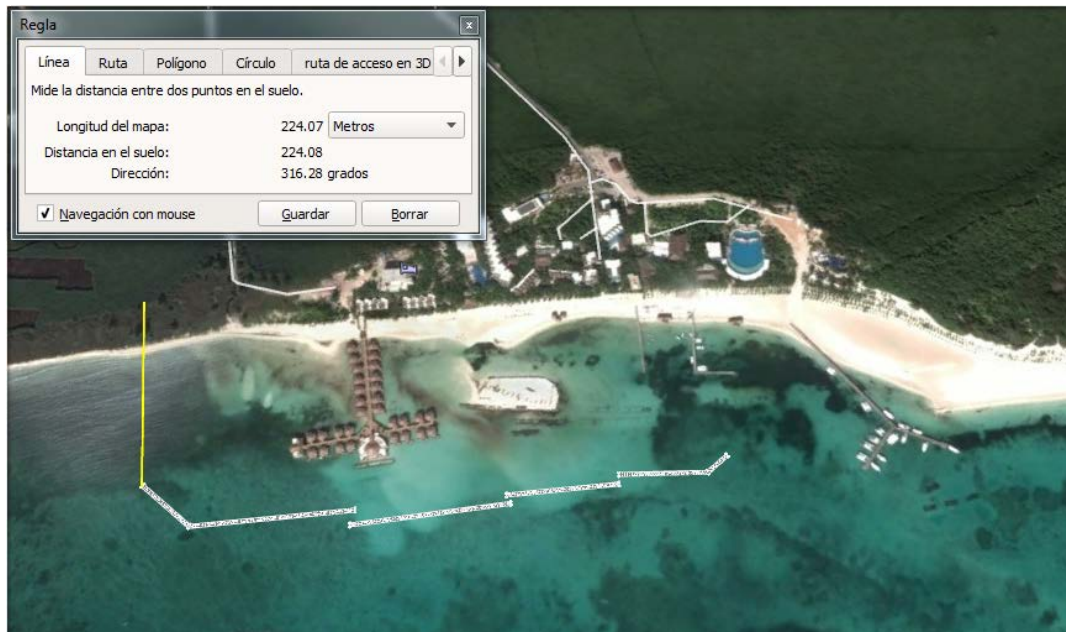 Regla
Línea Ruta Polígono Círculo ruta de acceso en 3D
Mide la distancia entre dos puntos en el suelo.
Longitud del mapa: 224.07 Metros
Distancia en el suelo: 224.08
Dirección: 316.28 grados
Navegación con mouse Guardar Borrar